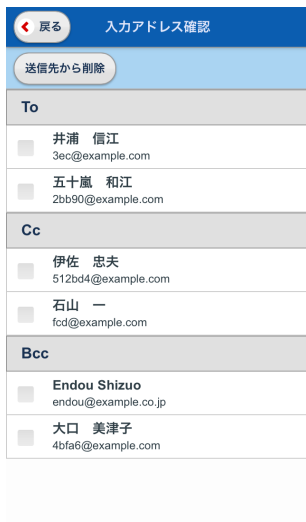 戻る
入力アドレス確認
送信先から削除
To
井浦　信江
3ec@example.com
五十嵐　和江
2bb90@example.com
Cc
伊佐　忠夫
512bd4@example.com
石山　一
fcd@example.com
Bcc
Endou Shizuo
endou@example.co.jp
大口　美津子
4bfa6@example.com